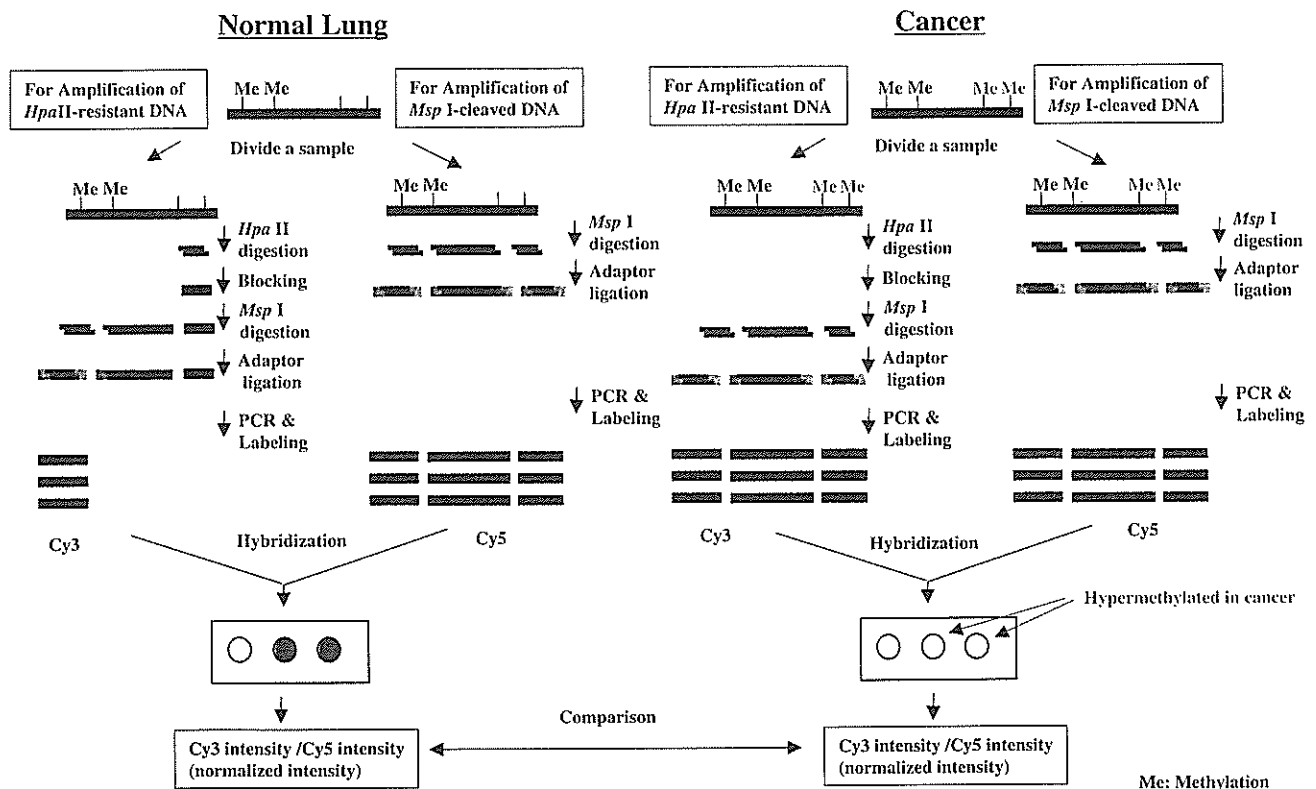 Normal Lung
For Amplification of
HpaII-resistant DNA
Me Me
For Amplification of
Msp I-cleaved DNA
Divide a sample
Me Me
Me Me
Hpa II
digestion
Blocking
Msp I
digestion
Adaptor
ligation
PCR &
Labeling
Msp I
digestion
Adaptor
ligation
PCR &
Labeling
Cy3
Hybridization
Cy5
Cy3 intensity /Cy5 intensity
(normalized intensity)
Comparison
Cancer
For Amplification of
Hpa II-resistant DNA
Me Me
Me Me
For Amplification of
Msp I-cleaved DNA
Divide a sample
Me Me
Me Me
Me Me
Me Me
Hpa II
digestion
Blocking
Msp I
digestion
Adaptor
ligation
PCR &
Labeling
Msp I
digestion
Adaptor
ligation
PCR &
Labeling
Cy3
Hybridization
Cy5
Hypermethylated in cancer
Cy3 intensity /Cy5 intensity
(normalized intensity)
Me: Methylation